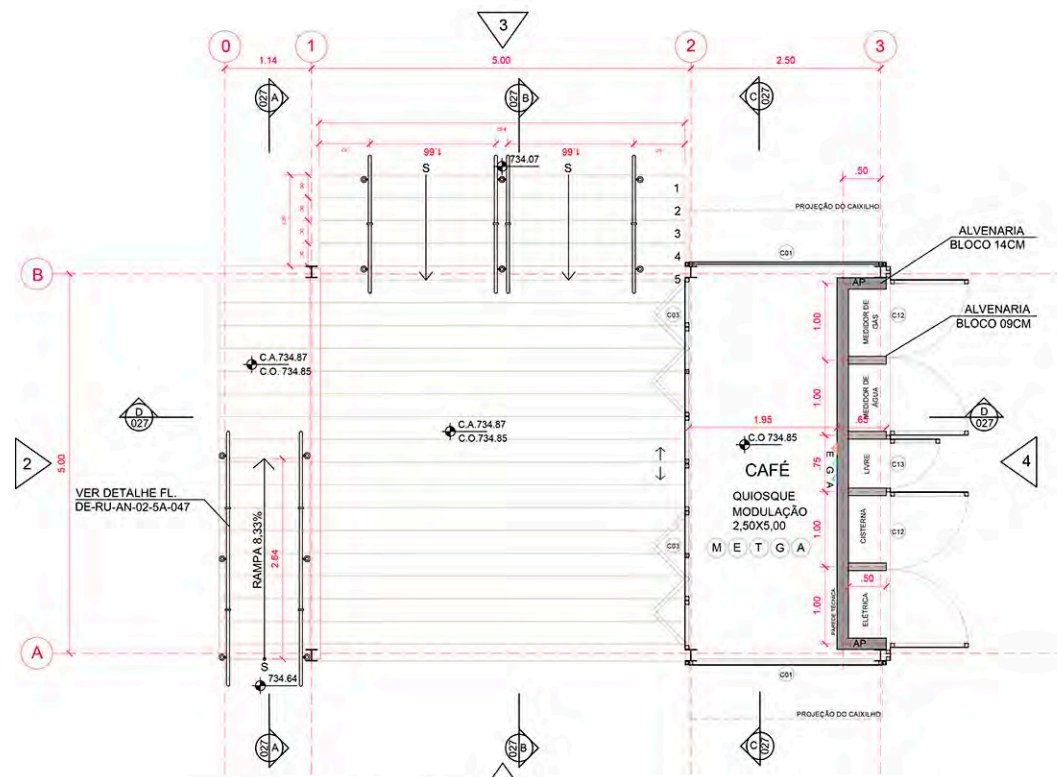 3
0
1
2
3
1.14
5.00
2.50
A
027
B
027
C
027
1.66
1.66
734.07
S
S
.50
1
2
3
4
5
PROJEÇÃO DO CAIXILHO
ALVENARIA
BLOCO 14CM
B
C01
AP
C03
1.00
MEDIDOR DE
GÁS
C12
ALVENARIA
BLOCO 09CM
C.A.734.87
C.O. 734.85
1.00
MEDIDOR DE
ÁGUA
D
027
C.A.734.87
C.O.734.85
1.95
.65
D
027
C.O 734.85
2
5.00
4
E G A
.75
LIVRE
C13
CAFÉ
VER DETALHE FL.
DE-RU-AN-02-5A-047
QUIOSQUE
MODULAÇÃO
2,50X5,00
RAMPA 8,33%
2.64
C03
M E T G A
1.00
CISTERNA
C12
.50
1.00
PAREDE TÉCNICA
ELÉTRICA
A
AP
S
734.64
C01
PROJEÇÃO DO CAIXILHO
A
027
B
027
C
027